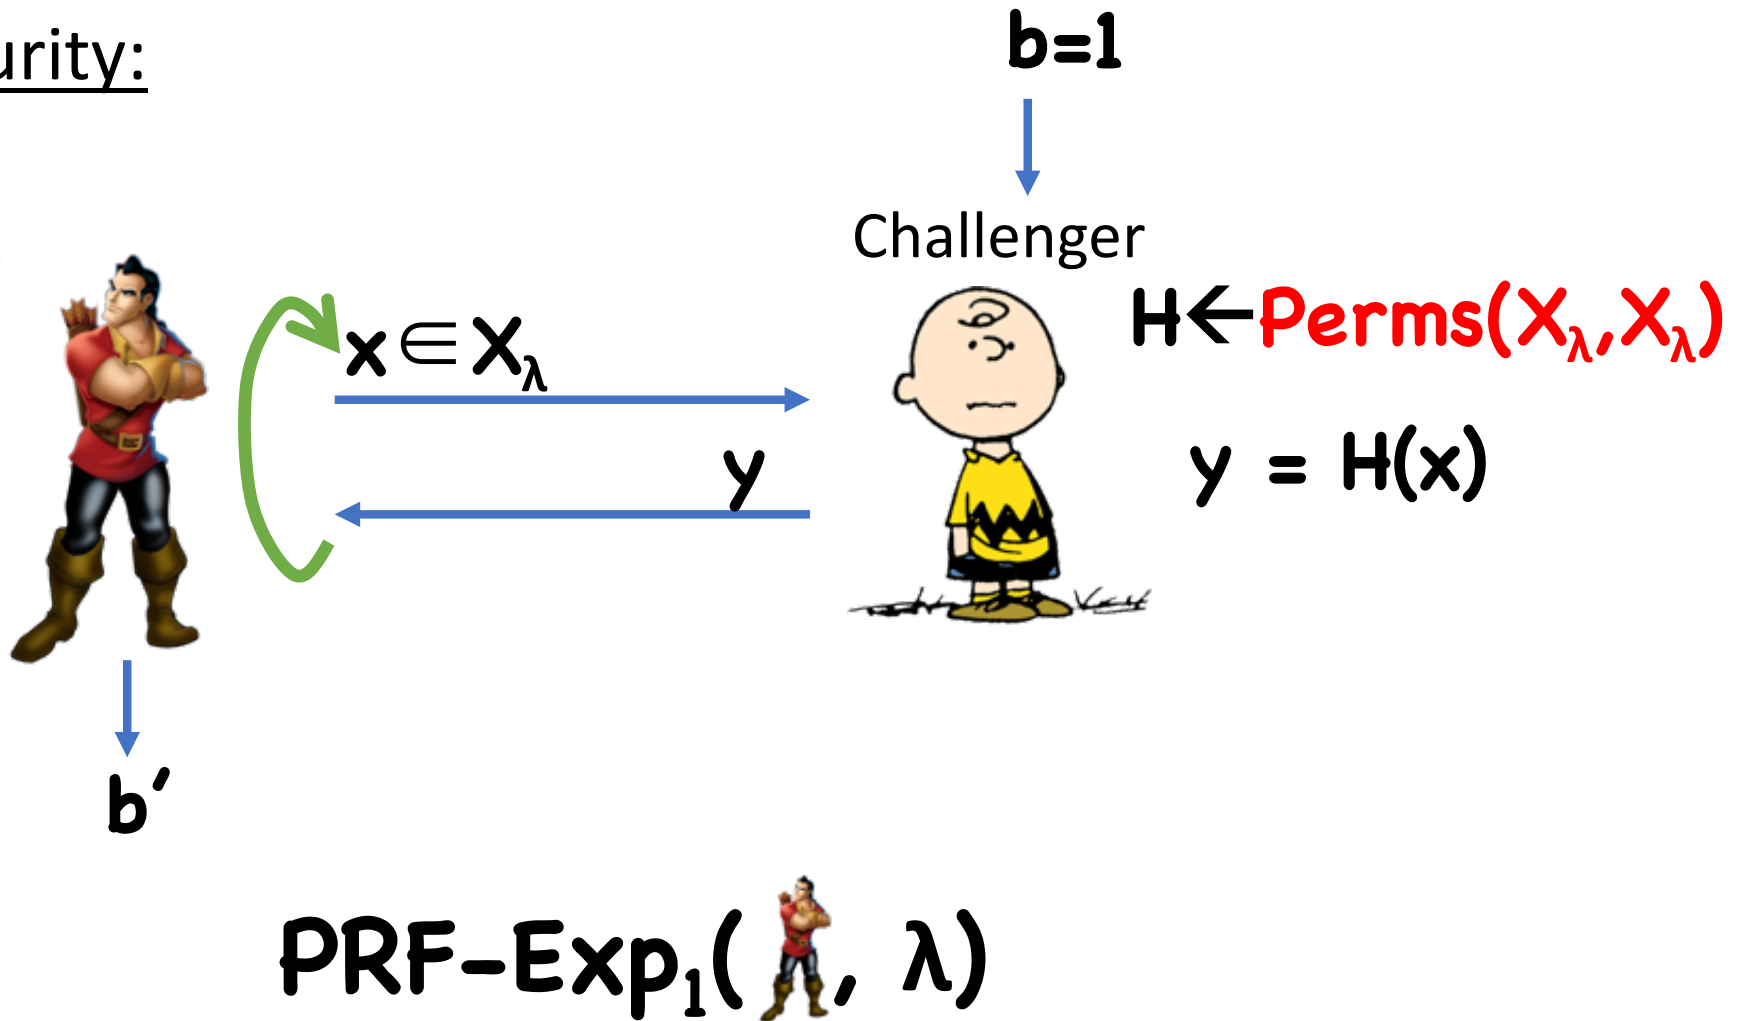 urity:
b=1
Challenger
H←Perms(Xλ,Xλ)
x∈Xλ
y
y = H(x)
b′
PRF-Exp₁( , λ)